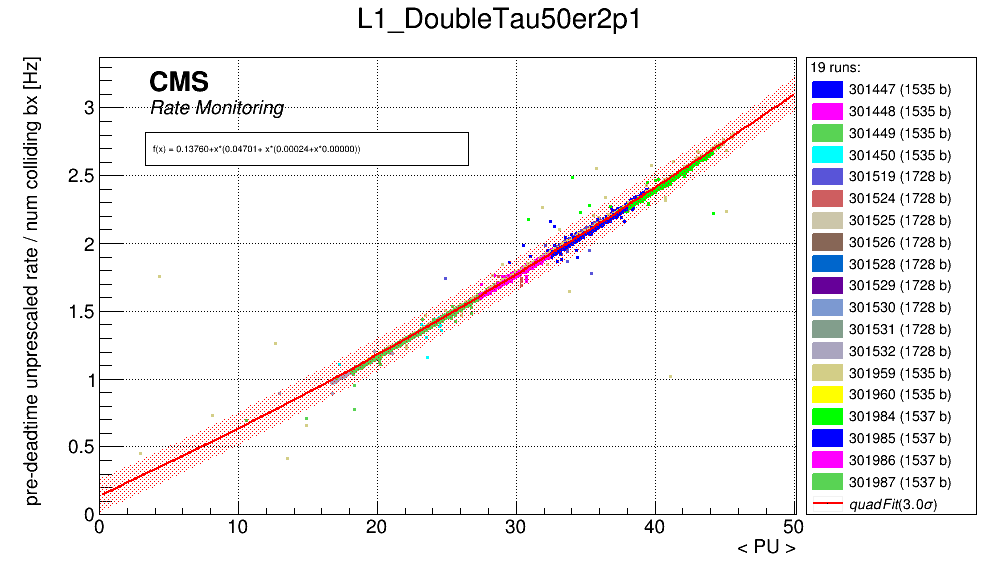 L1_DoubleTau50er2p1
pre-deadtime unprescaled rate / num colliding bx [Hz]
CMS
Rate Monitoring
f(x) = 0.13760+x*(0.04701+ x*(0.00024+x*0.00000))
3
2.5
2
1.5
1
0.5
0
0 10 20 30 40 50
< PU >
19 runs:
301447 (1535 b)
301448 (1535 b)
301449 (1535 b)
301450 (1535 b)
301519 (1728 b)
301524 (1728 b)
301525 (1728 b)
301526 (1728 b)
301528 (1728 b)
301529 (1728 b)
301530 (1728 b)
301531 (1728 b)
301532 (1728 b)
301959 (1535 b)
301960 (1535 b)
301984 (1537 b)
301985 (1537 b)
301986 (1537 b)
301987 (1537 b)
quadFit(3.0σ)